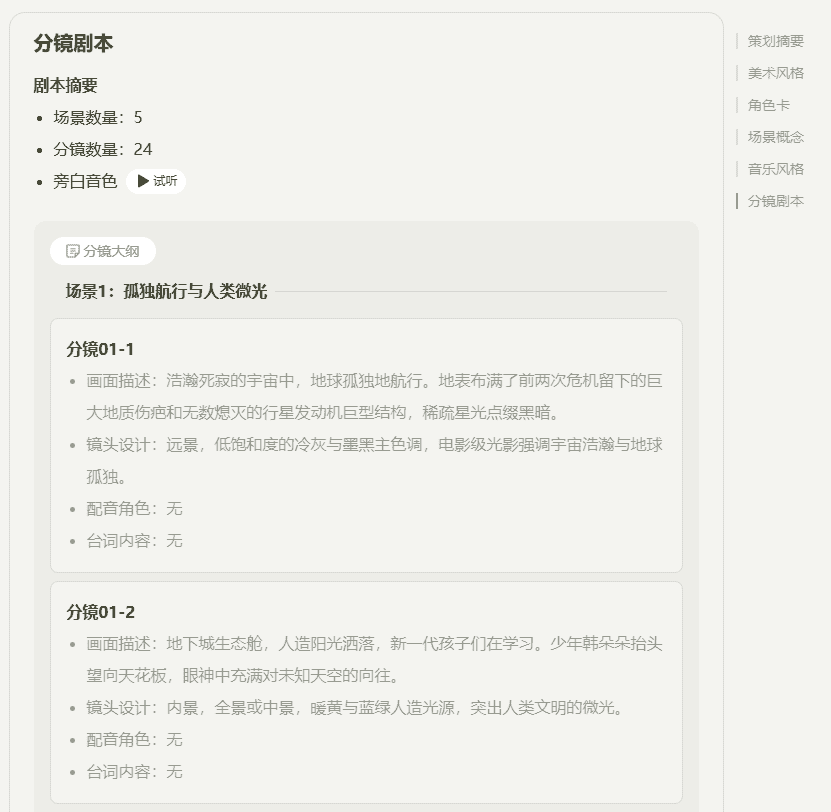 分镜剧本
剧本摘要
场景数量：5
分镜数量：24
旁白音色 试听
分镜大纲
场景1：孤独航行与人类微光
分镜01-1
画面描述：浩瀚死寂的宇宙中，地球孤独地航行。地表布满了前两次危机留下的巨
大地质伤疤和无数熄灭的行星发动机巨型结构，稀疏星光点缀黑暗。
镜头设计：远景，低饱和度的冷灰与墨黑主色调，电影级光影强调宇宙浩瀚与地球
孤独。
配音角色：无
台词内容：无
分镜01-2
画面描述：地下城生态舱，人造阳光洒落，新一代孩子们在学习。少年韩朵朵抬头
望向天花板，眼神中充满对未知天空的向往。
镜头设计：内景，全景或中景，暖黄与蓝绿人造光源，突出人类文明的微光。
配音角色：无
台词内容：无
策划摘要
美术风格
角色卡
场景概念
音乐风格
分镜剧本